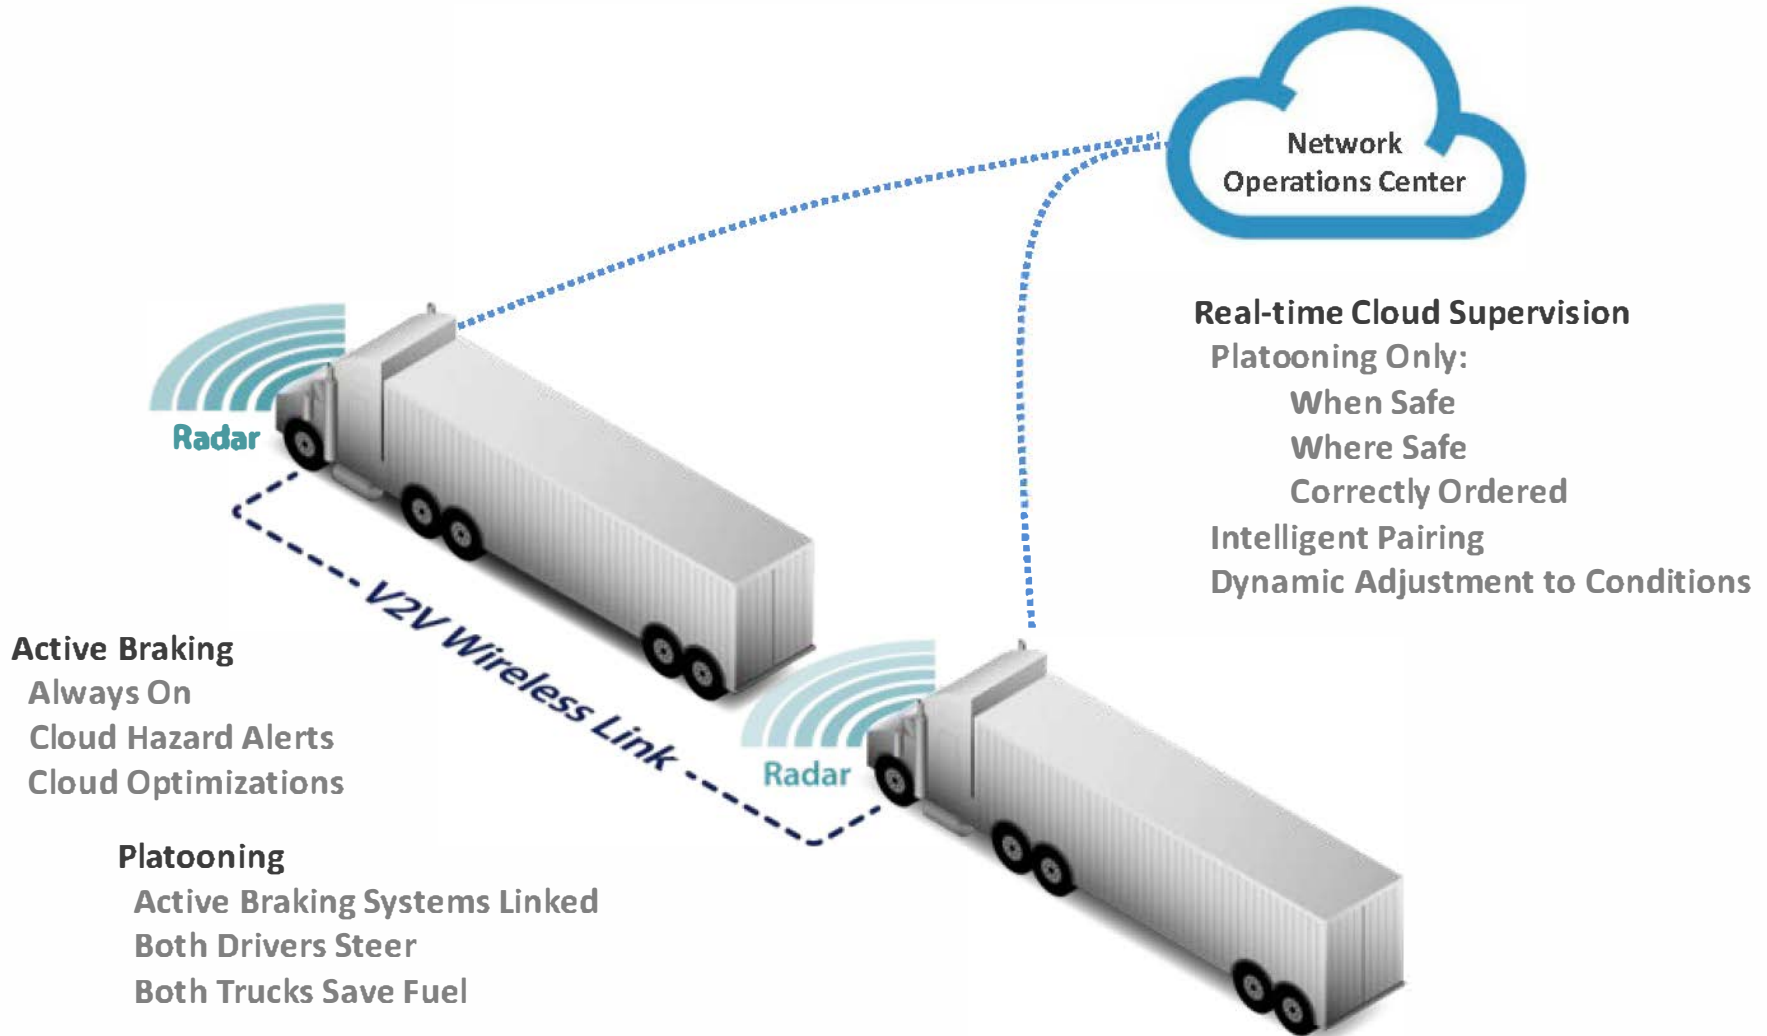 Network
Operations Center
Real-time Cloud Supervision
Platooning Only:
When Safe
Where Safe
Correctly Ordered
Intelligent Pairing
Dynamic Adjustment to Conditions
Radar
V2V Wireless Link
Radar
Active Braking
Always On
Cloud Hazard Alerts
Cloud Optimizations
Platooning
Active Braking Systems Linked
Both Drivers Steer
Both Trucks Save Fuel